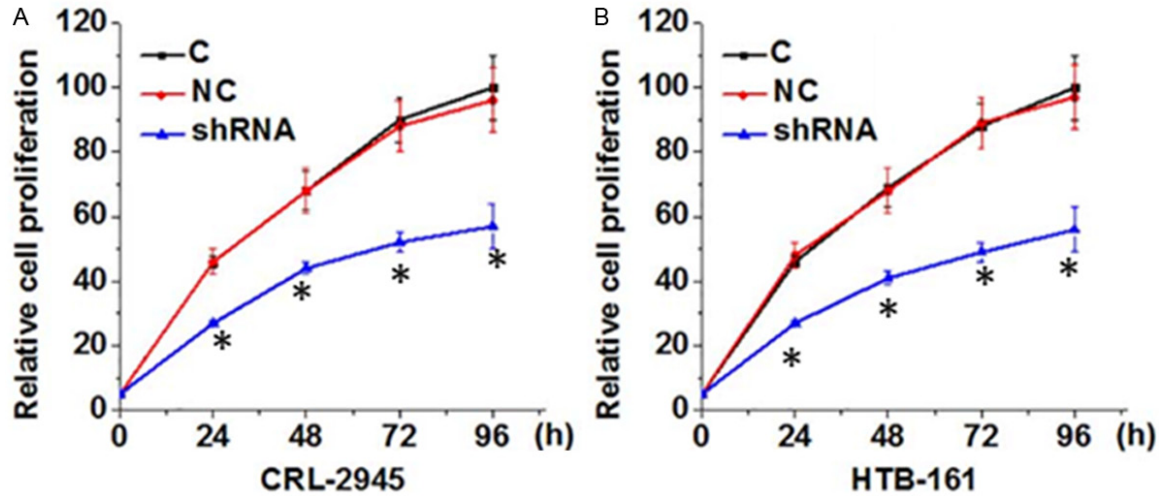 A
Relative cell proliferation
120
100
80
60
40
20
0
C
NC
shRNA
*
*
*
*
0 24 48 72 96 (h)
CRL-2945
B
Relative cell proliferation
120
100
80
60
40
20
0
C
NC
shRNA
*
*
*
*
0 24 48 72 96 (h)
HTB-161